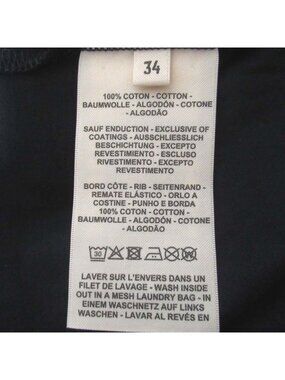 34
100% COTON - COTTON -
BAUMWOLLE - ALGODÓN - COTONE
- ALGODÃO
SAUF ENDUCTION - EXCLUSIVE OF
COATINGS - AUSSCHLIESSLICH
BESCHICHTUNG - EXCEPTO
REVESTIMIENTO - ESCLUSO
RIVESTIMENTO - EXCEPTO
REVESTIMENTO
BORD CÔTE - RIB - SEITENRAND -
REMATE ELÁSTICO - ORLO A
COSTINE - PUNHO E BORDA
100% COTON - COTTON -
BAUMWOLLE - ALGODÓN - COTONE
- ALGODÃO
30
LAVER SUR L'ENVERS DANS UN
FILET DE LAVAGE - WASH INSIDE
OUT IN A MESH LAUNDRY BAG - IN
EINEM WASCHNETZ AUF LINKS
WASCHEN - LAVAR AL REVÉS EN